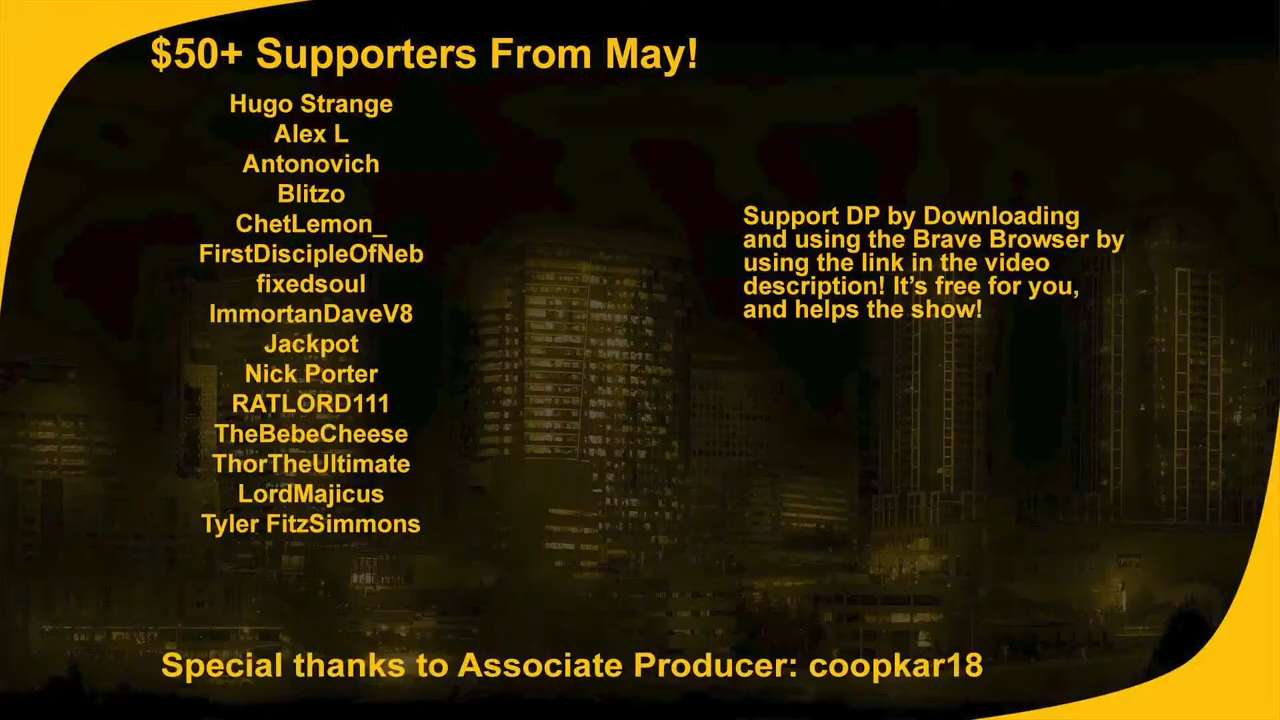 $50+ Supporters From May!
Hugo Strange
Alex L
Antonovich
Blitzo
ChetLemon_
FirstDiscipleOfNeb
fixedsoul
ImmortanDaveV8
Jackpot
Nick Porter
RATLORD111
TheBebeCheese
ThorTheUltimate
LordMajicus
Tyler FitzSimmons
Support DP by Downloading
and using the Brave Browser by
using the link in the video
description! It’s free for you,
and helps the show!
Special thanks to Associate Producer: coopkar18